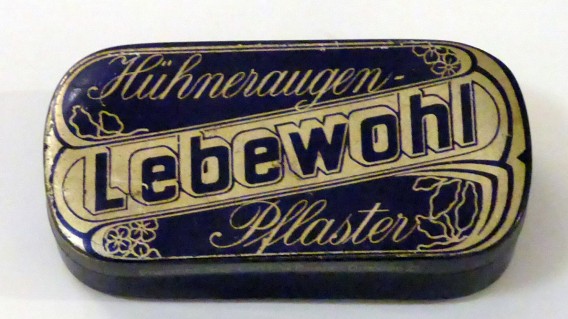 Hühneraugen-
Lebewohl
Pflaster